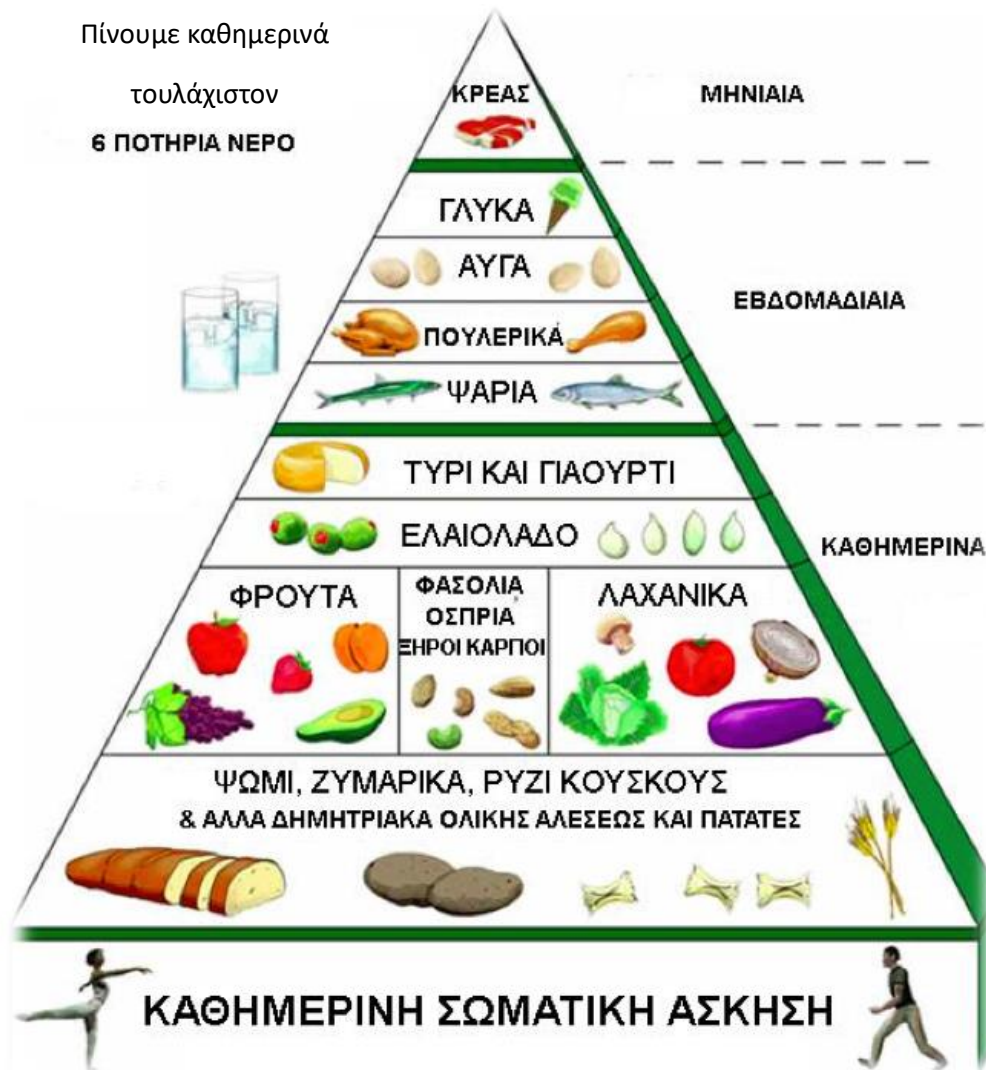 Πίνουμε καθημερινά
τουλάχιστον
6 ΠΟΤΗΡΙΑ ΝΕΡΟ
ΚΡΕΑΣ
ΜΗΝΙΑΙΑ
ΓΛΥΚΑ
ΑΥΓΑ
ΕΒΔΟΜΑΔΙΑΙΑ
ΠΟΥΛΕΡΙΚΑ
ΨΑΡΙΑ
ΤΥΡΙ ΚΑΙ ΓΙΑΟΥΡΤΙ
ΕΛΑΙΟΛΑΔΟ
ΚΑΘΗΜΕΡΙΝΑ
ΦΡΟΥΤΑ
ΦΑΣΟΛΙΑ
ΟΣΠΡΙΑ
ΞΗΡΟΙ ΚΑΡΠΟΙ
ΛΑΧΑΝΙΚΑ
ΨΩΜΙ, ΖΥΜΑΡΙΚΑ, ΡΥΖΙ ΚΟΥΣΚΟΥΣ
& ΑΛΛΑ ΔΗΜΗΤΡΙΑΚΑ ΟΛΙΚΗΣ ΑΛΕΣΕΩΣ ΚΑΙ ΠΑΤΑΤΕΣ
ΚΑΘΗΜΕΡΙΝΗ ΣΩΜΑΤΙΚΗ ΑΣΚΗΣΗ